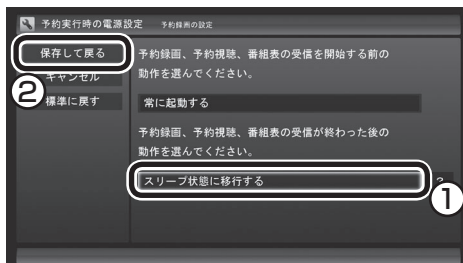 予約実行時の電源設定 予約録画の設定
保存して戻る
キャンセル
標準に戻す
予約録画、予約視聴、番組表の受信を開始する前の
動作を選んでください。
常に起動する
予約録画、予約視聴、番組表の受信が終わった後の
動作を選んでください。
スリープ状態に移行する
?
①
②